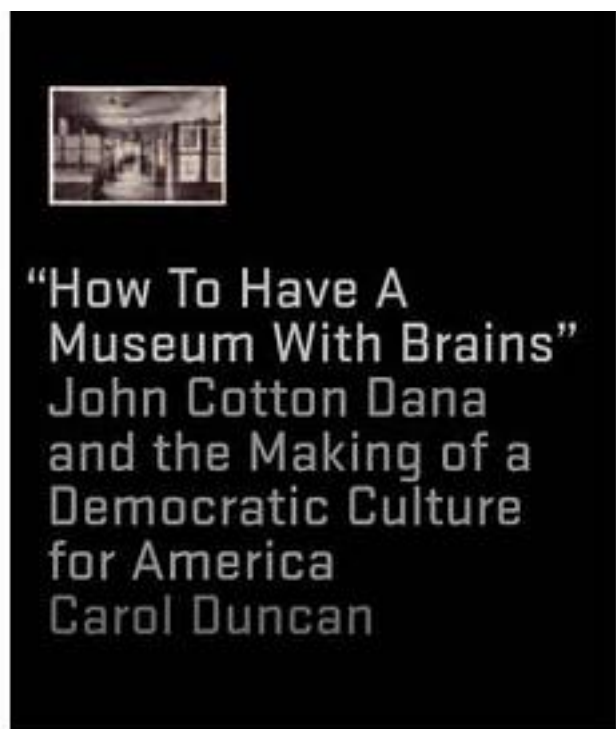 “How To Have A
Museum With Brains”
John Cotton Dana
and the Making of a
Democratic Culture
for America
Carol Duncan